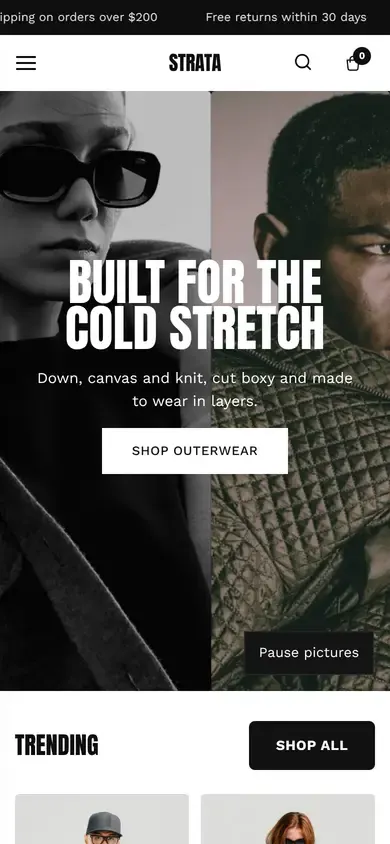 ipping on orders over $200 Free returns within 30 days
STRATA
0
BUILT FOR THE
COLD STRETCH
Down, canvas and knit, cut boxy and made
to wear in layers.
SHOP OUTERWEAR
Pause pictures
TRENDING
SHOP ALL